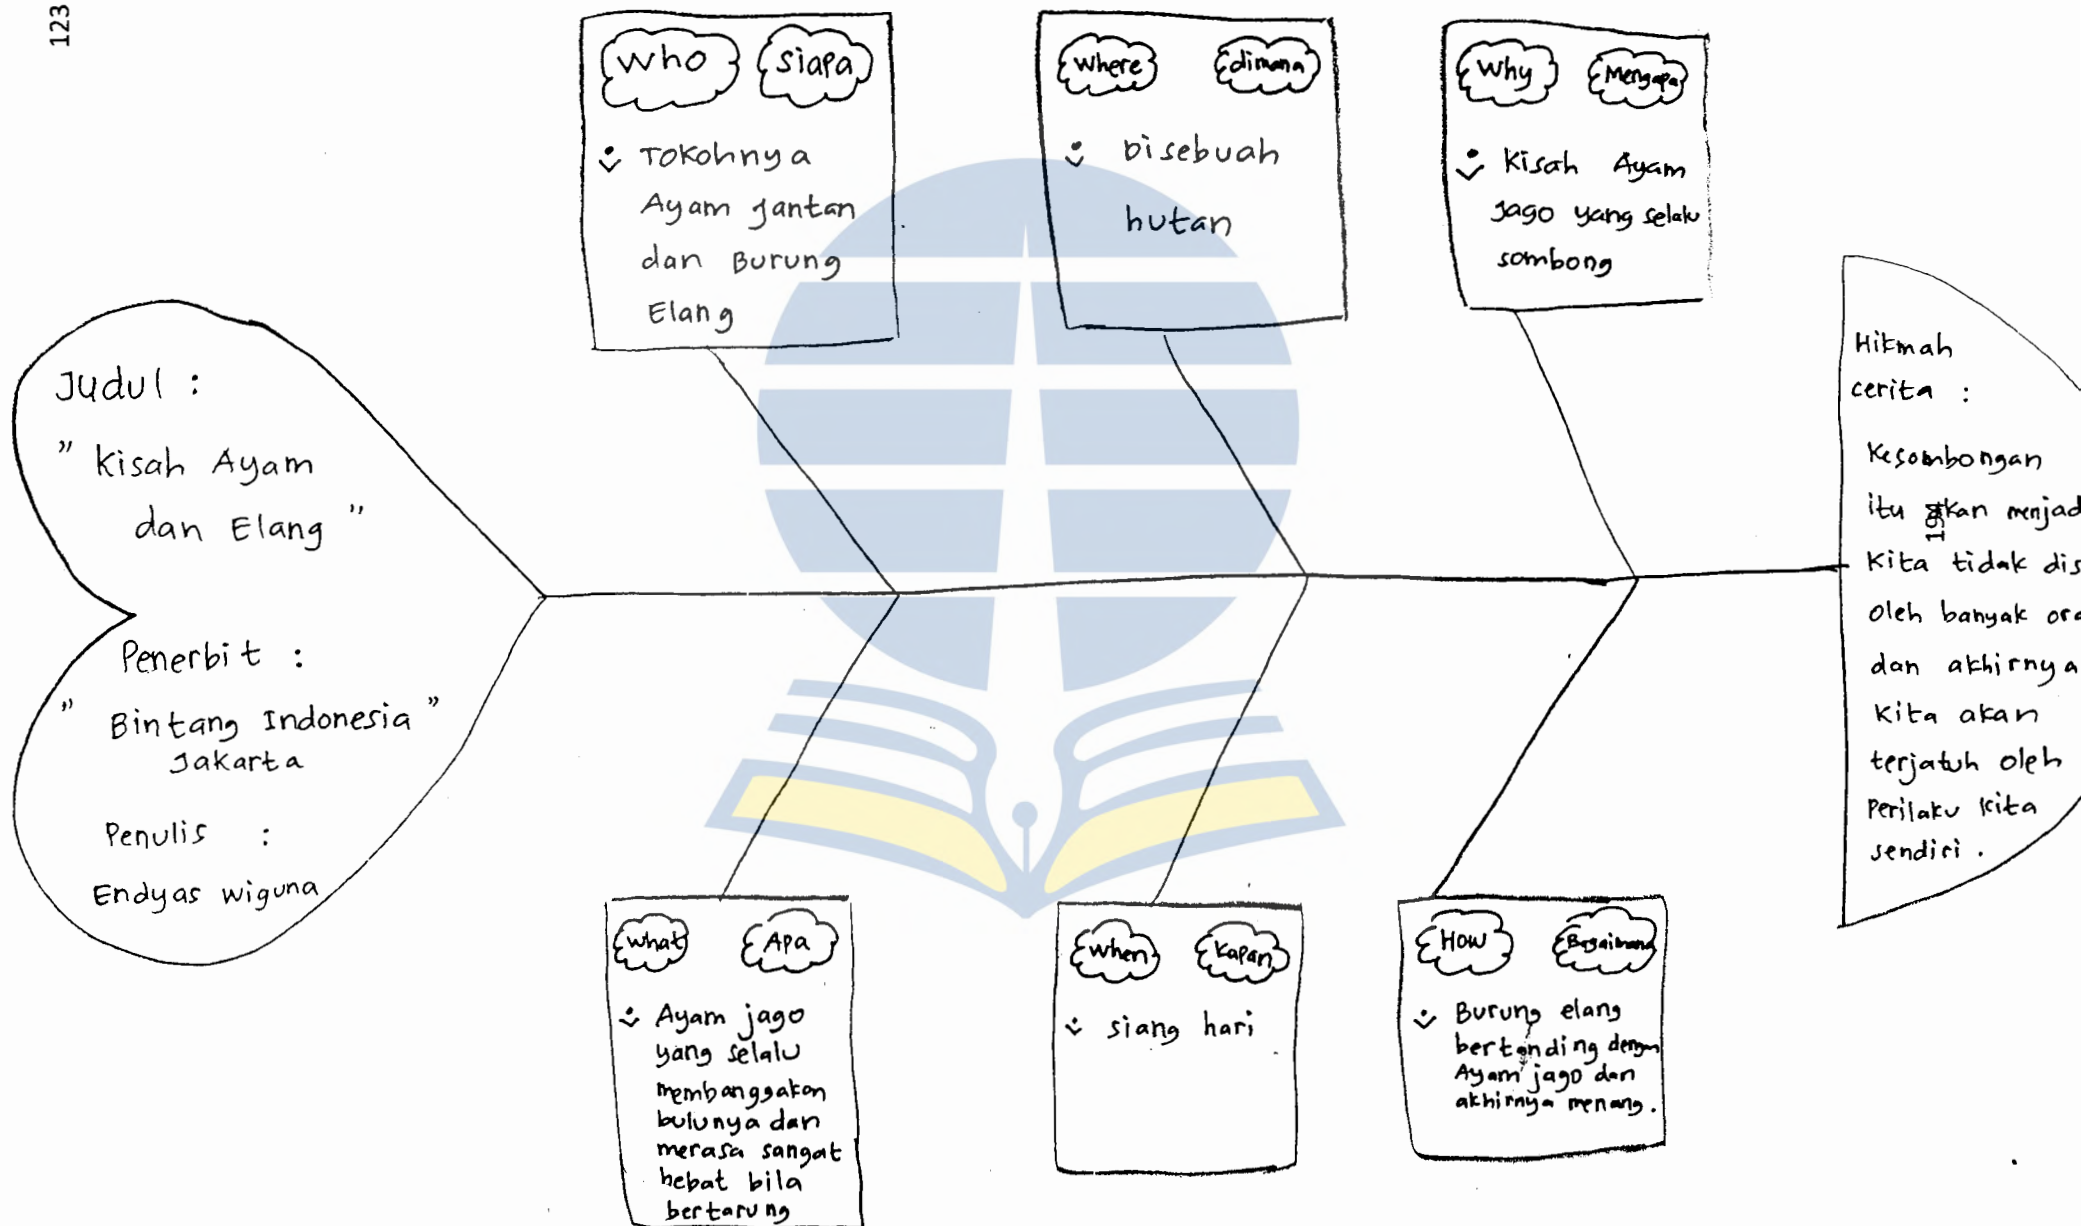 123
Who Siapa
Tokohnya
Ayam Jantan
dan Burung
Elang
Where dimana
Disebuah
hutan
Why Mengapa
Kisah Ayam
Jago yang selalu
sombong
Judul :
" Kisah Ayam
dan Elang "
Penerbit :
" Bintang Indonesia "
Jakarta
Penulis :
Endyas wiguna
What Apa
Ayam jago
yang selalu
membanggakan
bulunya dan
merasa sangat
hebat bila
bertarung
When Kapan
siang hari
How Bagaimana
Burung elang
bertanding dengan
Ayam jago dan
akhirnya menang.
Hikmah
cerita :
Kesombongan
itu akan menjad
Kita tidak dis
oleh banyak ora
dan akhirnya
Kita akan
terjatuh oleh
Perilaku kita
sendiri .